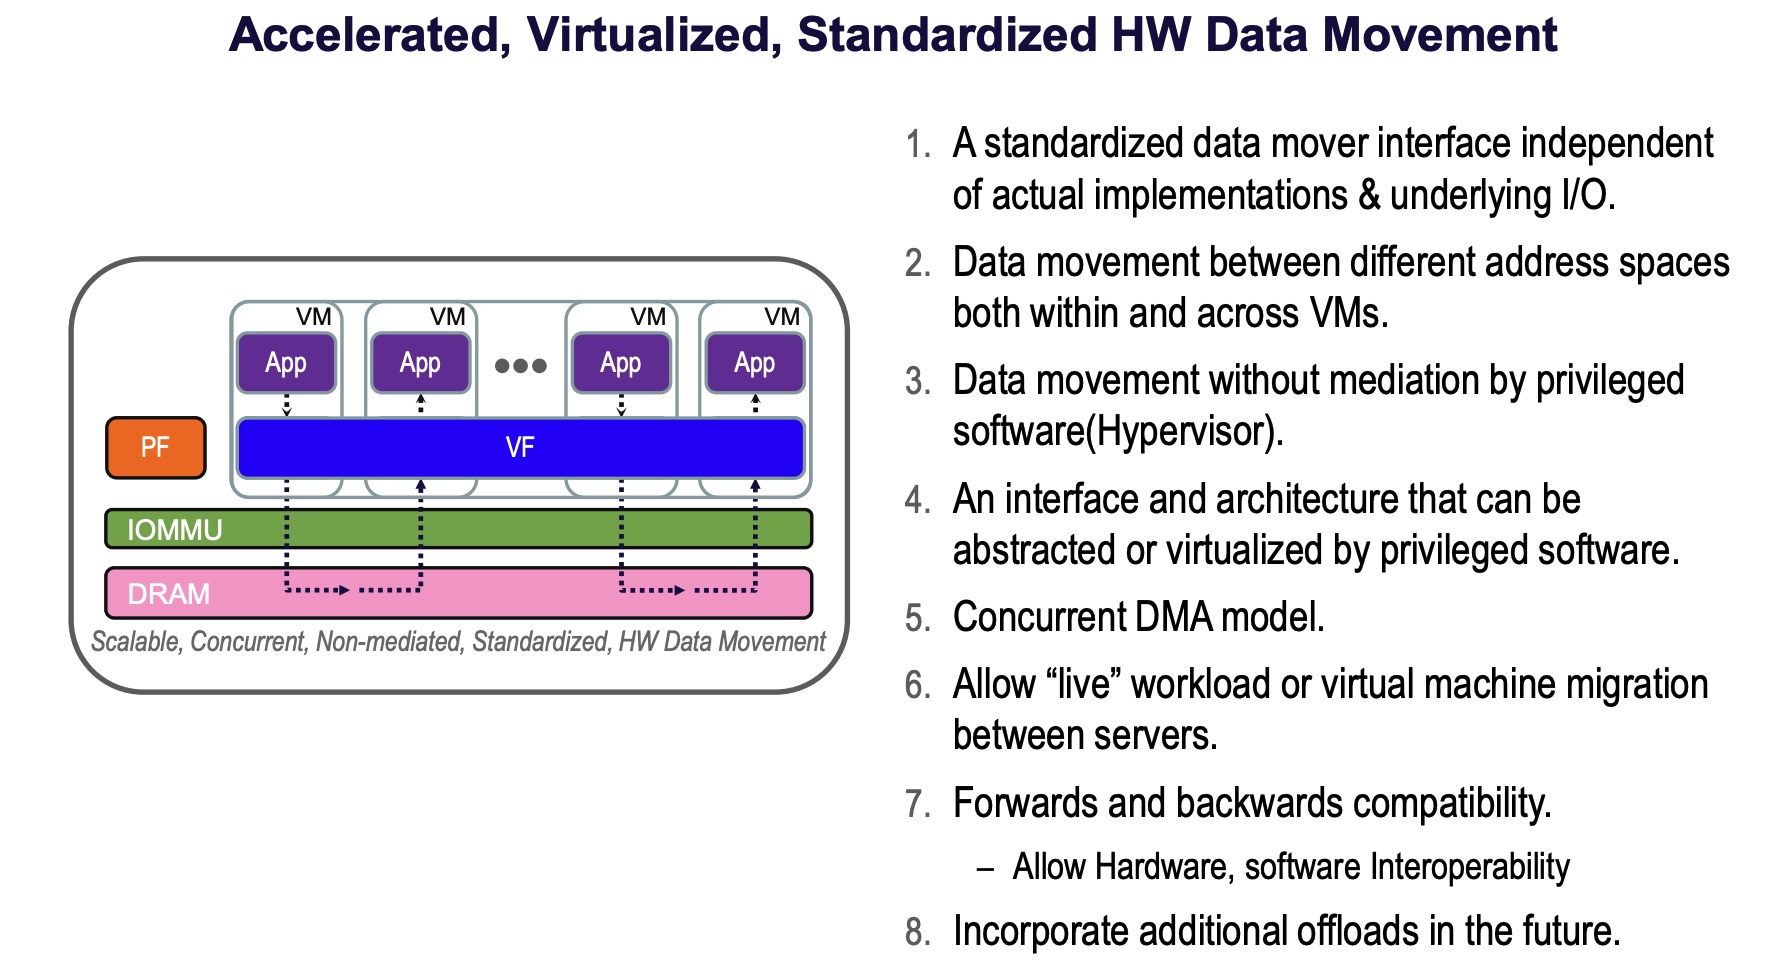 Accelerated, Virtualized, Standardized HW Data Movement
VM VM VM VM
App App App App
PF VF
IOMMU
DRAM
Scalable, Concurrent, Non-mediated, Standardized, HW Data Movement
1. A standardized data mover interface independent
of actual implementations & underlying I/O.
2. Data movement between different address spaces
both within and across VMs.
3. Data movement without mediation by privileged
software(Hypervisor).
4. An interface and architecture that can be
abstracted or virtualized by privileged software.
5. Concurrent DMA model.
6. Allow “live” workload or virtual machine migration
between servers.
7. Forwards and backwards compatibility.
– Allow Hardware, software Interoperability
8. Incorporate additional offloads in the future.